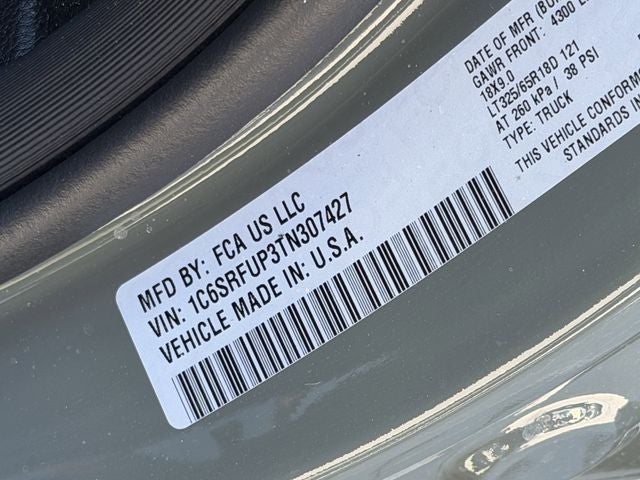 MFD BY: FCA US LLC
VIN: 1C6SRFUP3TN307427
VEHICLE MADE IN: U.S.A.
DATE OF MFR
GAWR FRONT: 4300
18X9.0
LT325/65R18D 121
AT 260 kPa / 38 PSI
TYPE: TRUCK
THIS VEHICLE
STANDARDS IN